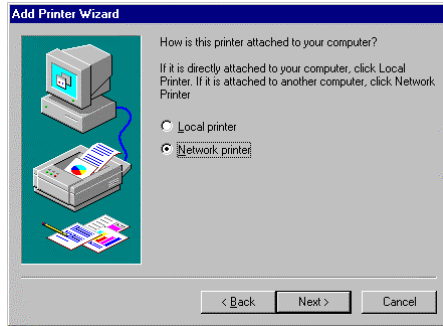 Add Printer Wizard
How is this printer attached to your computer?
If it is directly attached to your computer, click Local
Printer. If it is attached to another computer, click Network
Printer
Local printer
Network printer
< Back
Next >
Cancel